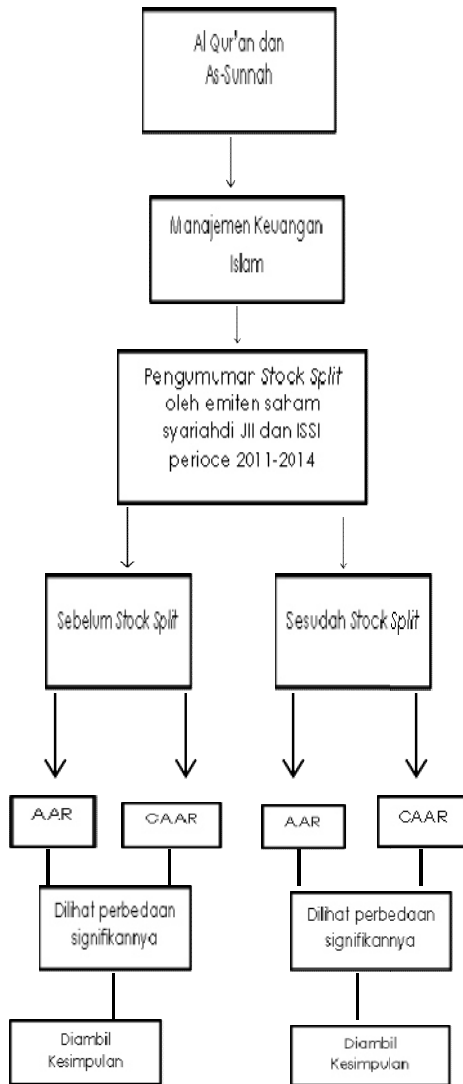 Al Qur'an dan
As-Sunnah
Manajemen Keuangan
Islam
Pengumumar Stock Split
oleh emiten saham
syariahdi JII dan ISSI
perioce 2011-2014
Sebelum Stock Split
Sesudah Stock Split
AAR
CAAR
AAR
CAAR
Dilihat perbedaan
signifikannya
Dilihat perbedaan
signifikannya
Diambil
Kesimpulan
Diambil
Kesimpulan